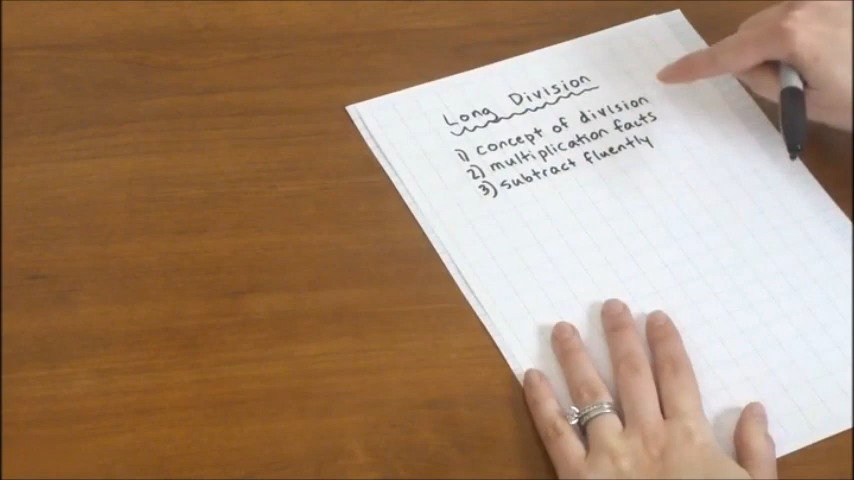 Long Division
1) concept of division
2) multiplication facts
3) subtract fluently